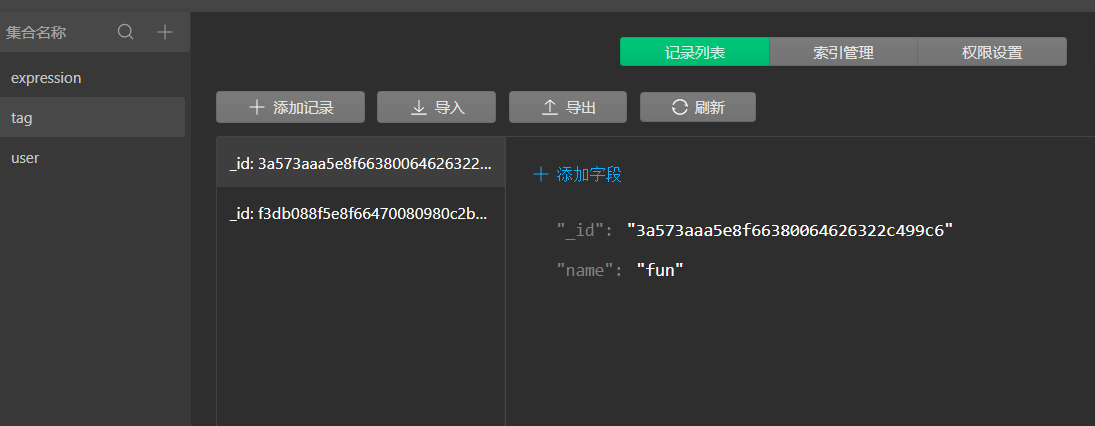 集合名称
expression
tag
user
记录列表 索引管理 权限设置
添加记录 导入 导出 刷新
_id: 3a573aaa5e8f66380064626322...
_id: f3db088f5e8f66470080980c2b...
添加字段
"_id": "3a573aaa5e8f66380064626322c499c6"
"name": "fun"